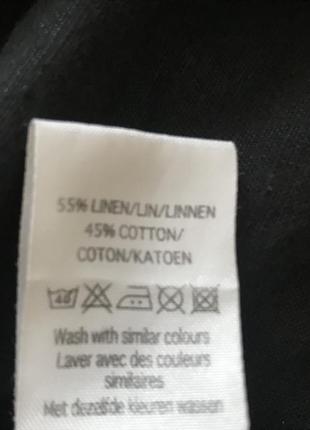 55% LINEN/LIN/LINNEN
45% COTTON/
COTON/KATOEN
40
Wash with similar colours
Laver avec des couleurs
similaires
Met dezelfde kleuren wassen